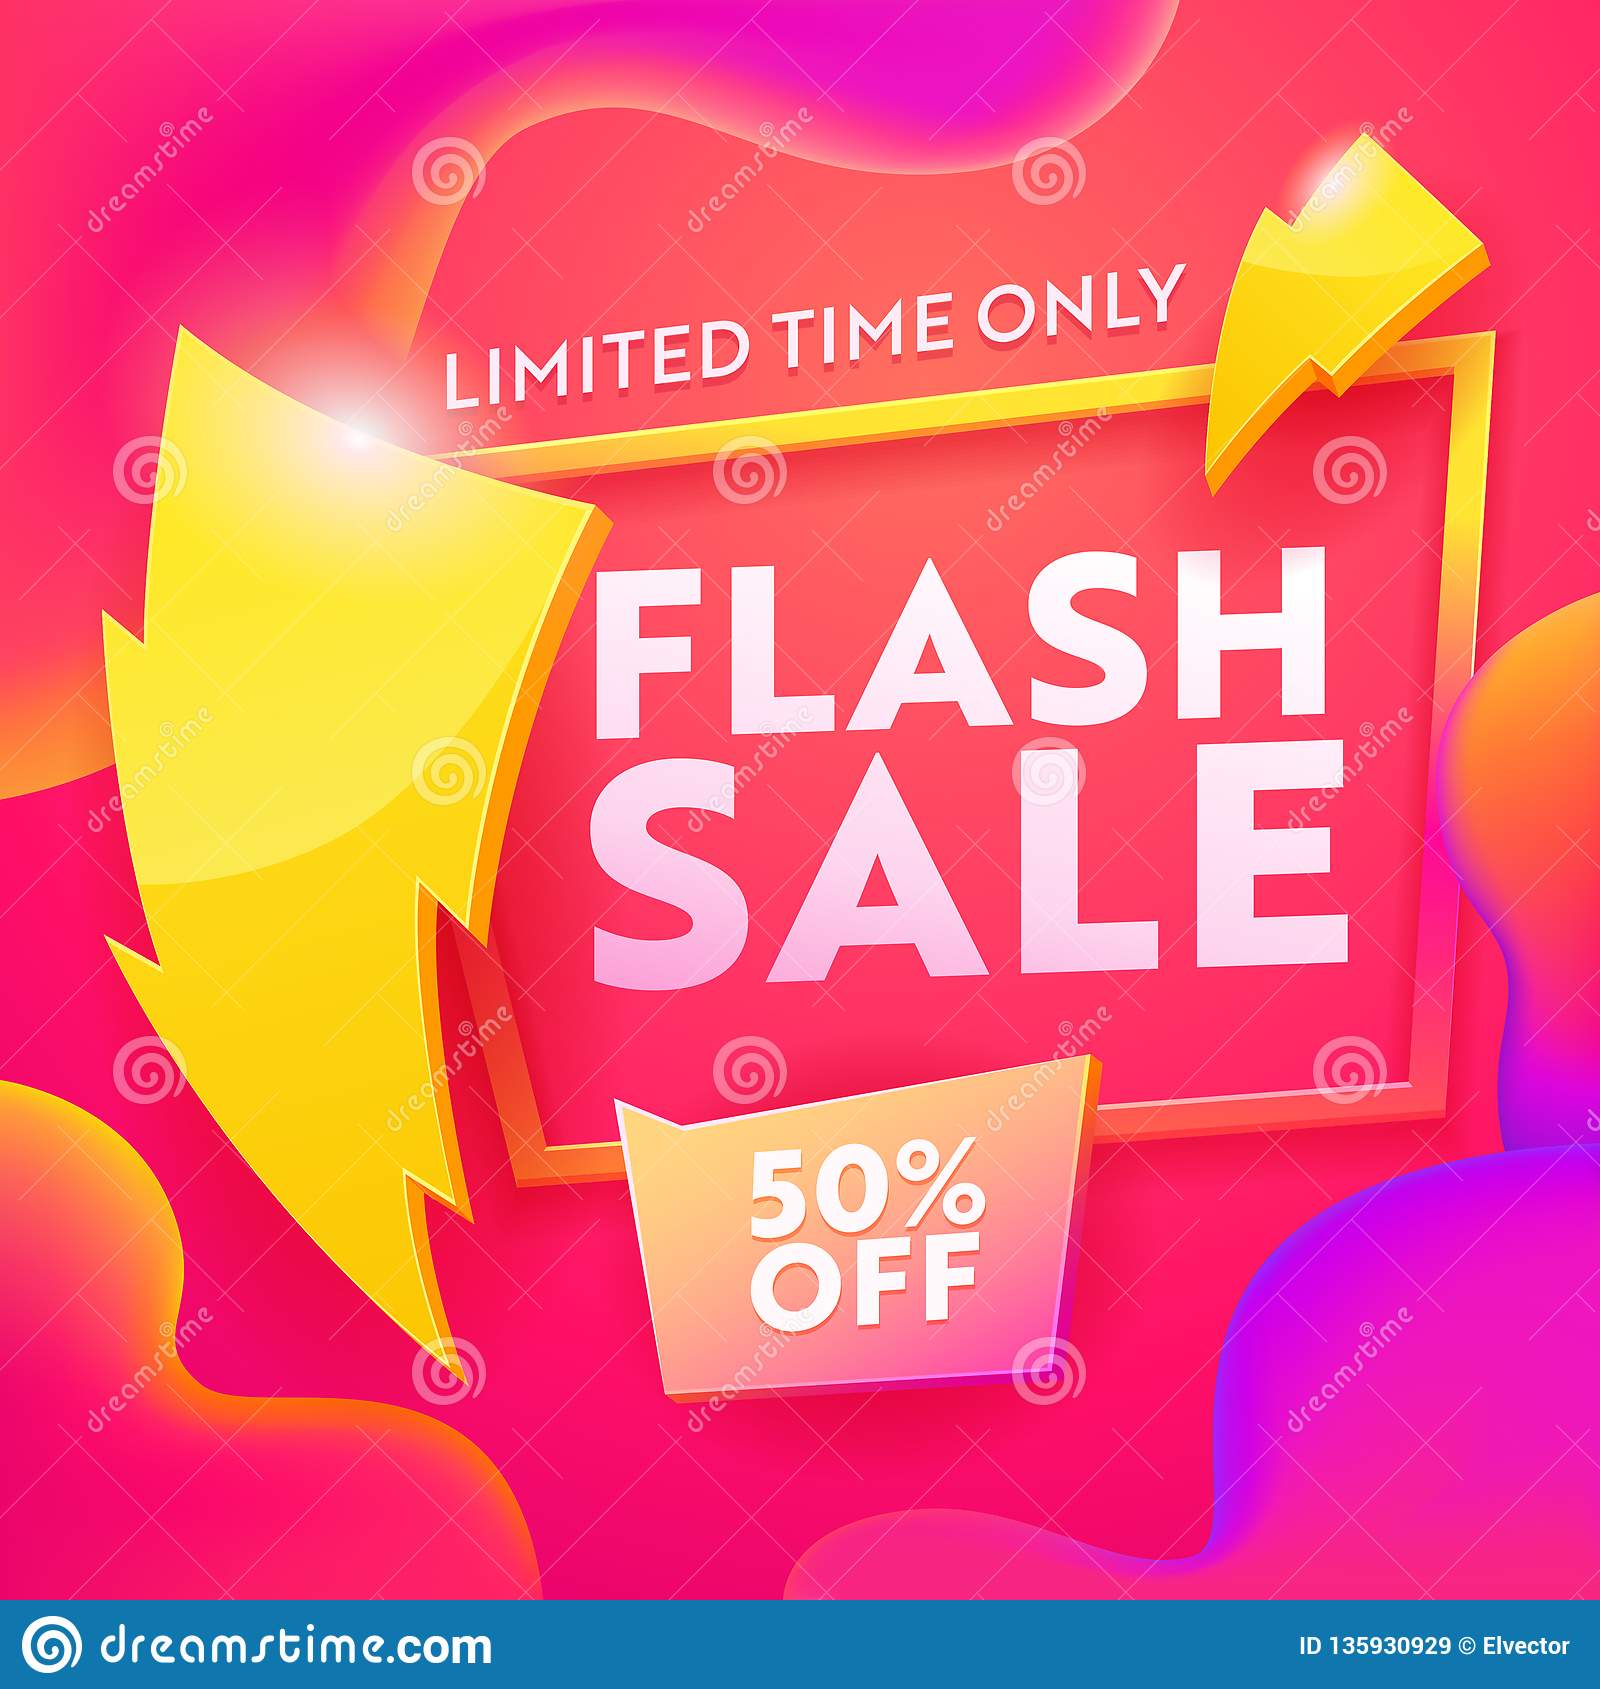 LIMITED TIME ONLY
FLASH
SALE
50%
OFF
dreamstime.com
ID 135930929 © Elvector